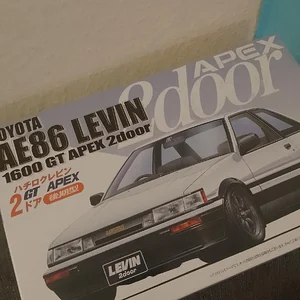 OYOTA
AE86 LEVIN
1600 GT APEX 2door
APEX
2door
ハチロクレビン
2ドア GT APEX
LEVIN
2door